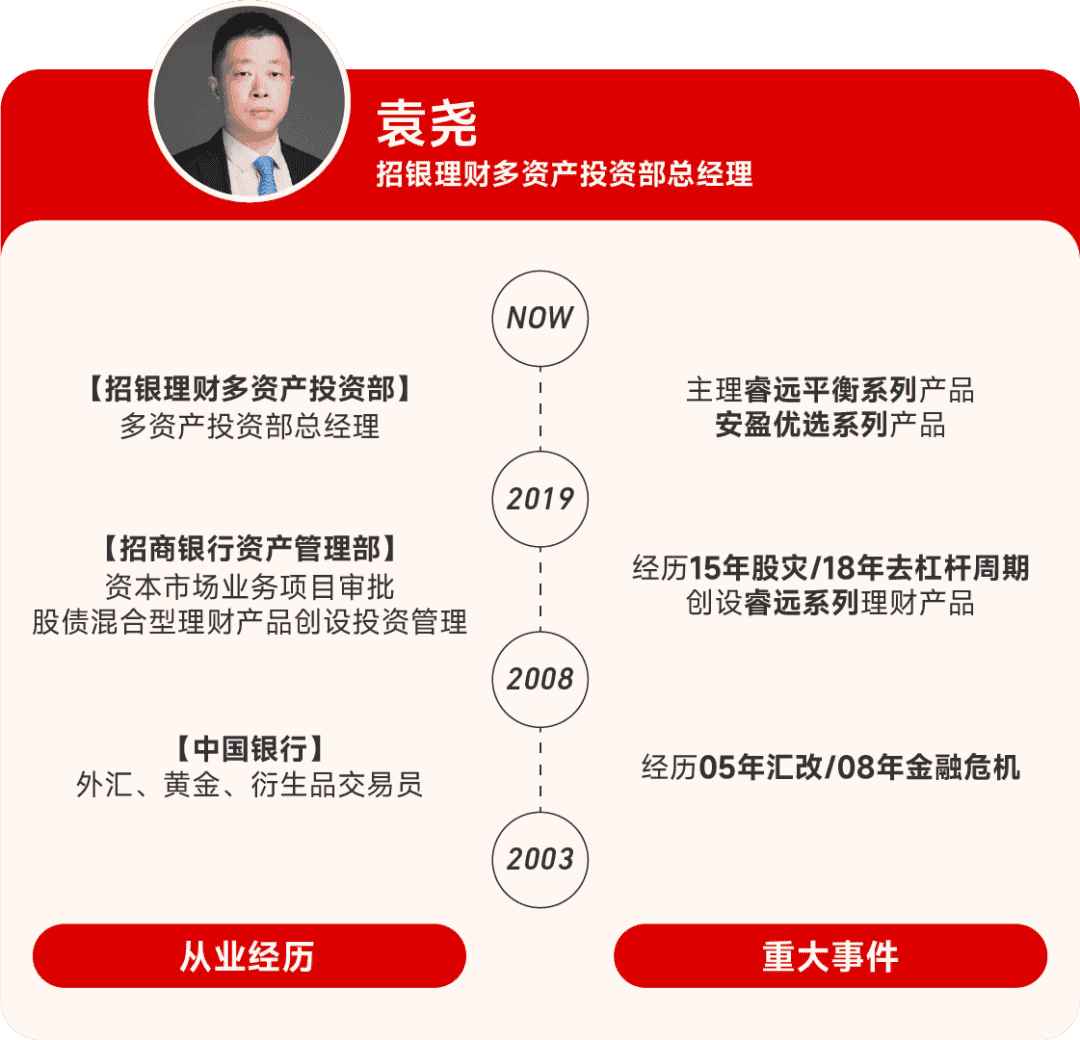 袁尧
招银理财多资产投资部总经理
NOW
【招银理财多资产投资部】
多资产投资部总经理
主理睿远平衡系列产品
安盈优选系列产品
2019
【招商银行资产管理部】
资本市场业务项目审批
股债混合型理财产品创设投资管理
经历15年股灾/18年去杠杆周期
创设睿远系列理财产品
2008
【中国银行】
外汇、黄金、衍生品交易员
经历05年汇改/08年金融危机
2003
从业经历
重大事件